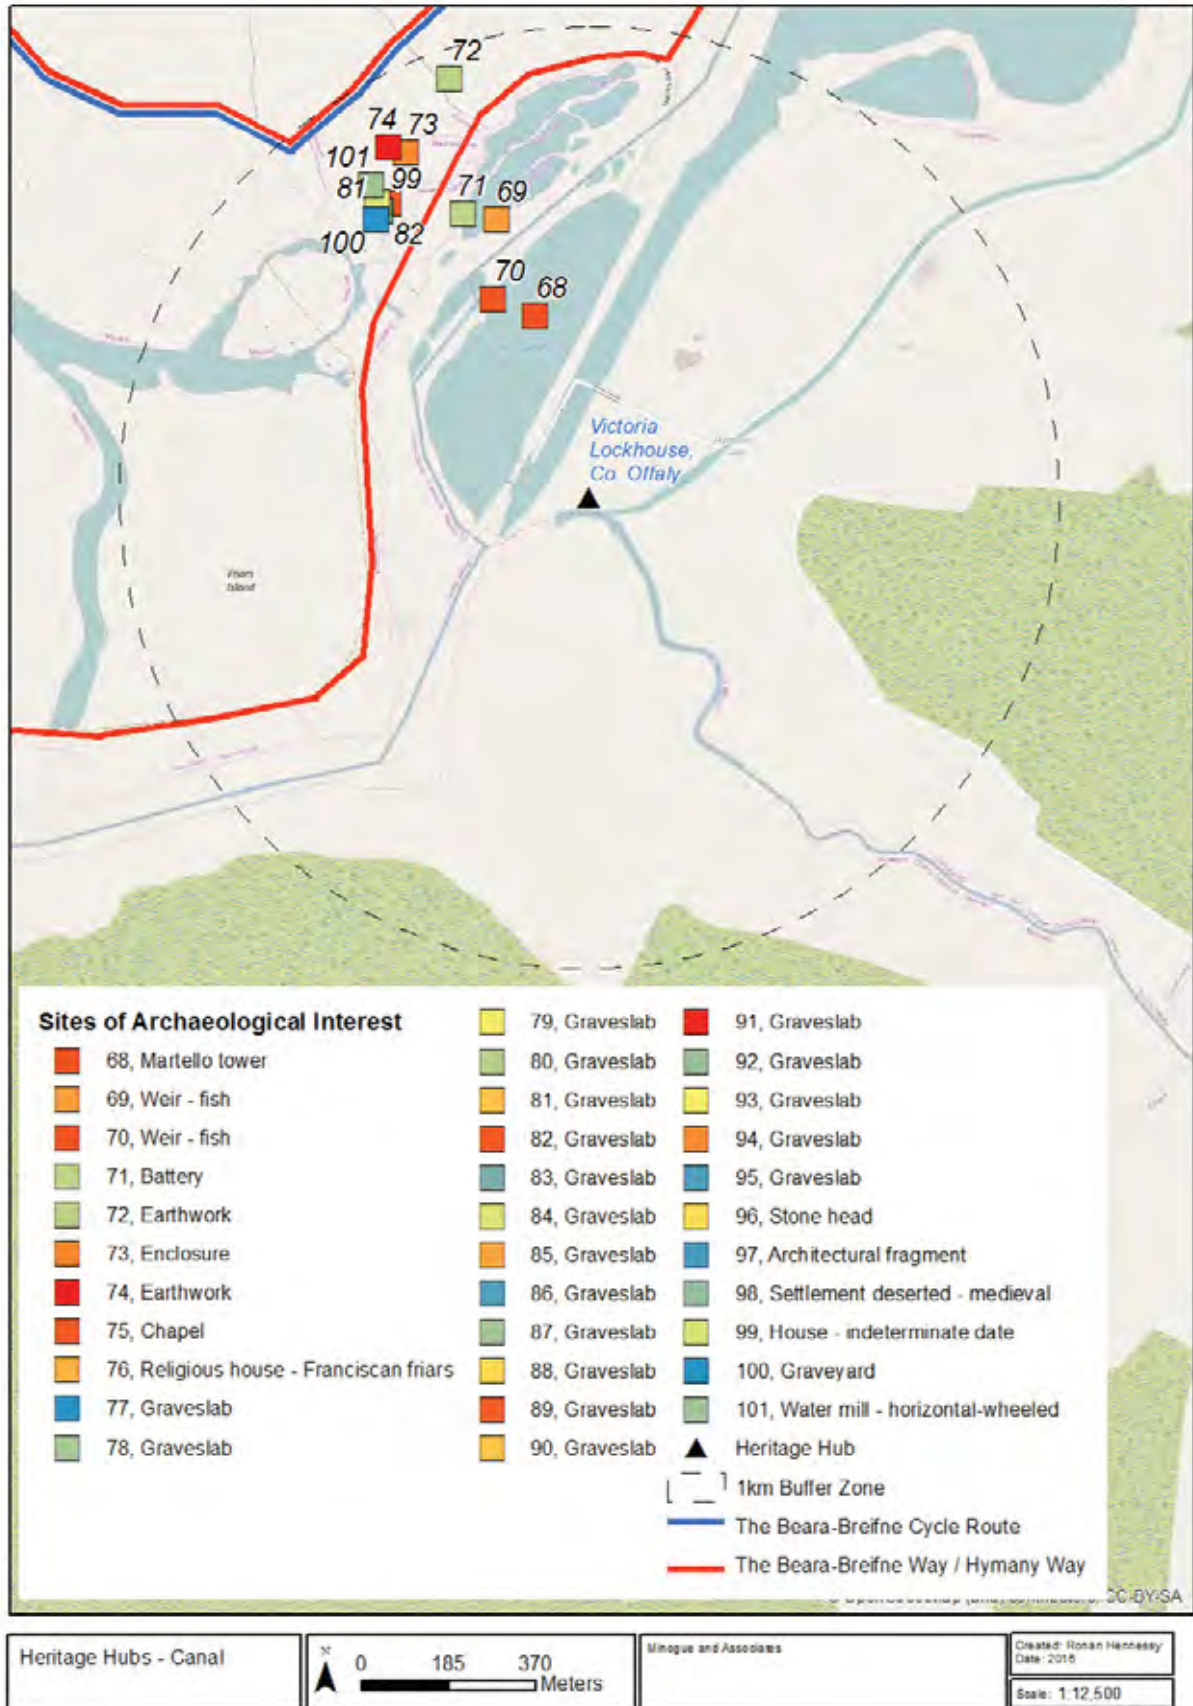 72
74
73
101
81
99
71
69
100
82
70
68
Victoria
Lockhouse,
Co. Offaly
Friars
Island
Sites of Archaeological Interest
68, Martello tower
69, Weir - fish
70, Weir - fish
71, Battery
72, Earthwork
73, Enclosure
74, Earthwork
75, Chapel
76, Religious house - Franciscan friars
77, Graveslab
78, Graveslab
79, Graveslab
80, Graveslab
81, Graveslab
82, Graveslab
83, Graveslab
84, Graveslab
85, Graveslab
86, Graveslab
87, Graveslab
88, Graveslab
89, Graveslab
90, Graveslab
91, Graveslab
92, Graveslab
93, Graveslab
94, Graveslab
95, Graveslab
96, Stone head
97, Architectural fragment
98, Settlement deserted - medieval
99, House - indeterminate date
100, Graveyard
101, Water mill - horizontal-wheeled
Heritage Hub
1km Buffer Zone
The Beara-Breifne Cycle Route
The Beara-Breifne Way / Hymany Way
© OpenStreetMap (and) contributors, CC-BY-SA
Heritage Hubs - Canal
N
0 185 370
Meters
Minogue and Associates
Created: Ronan Hennessy
Date: 2016
Scale: 1:12,500